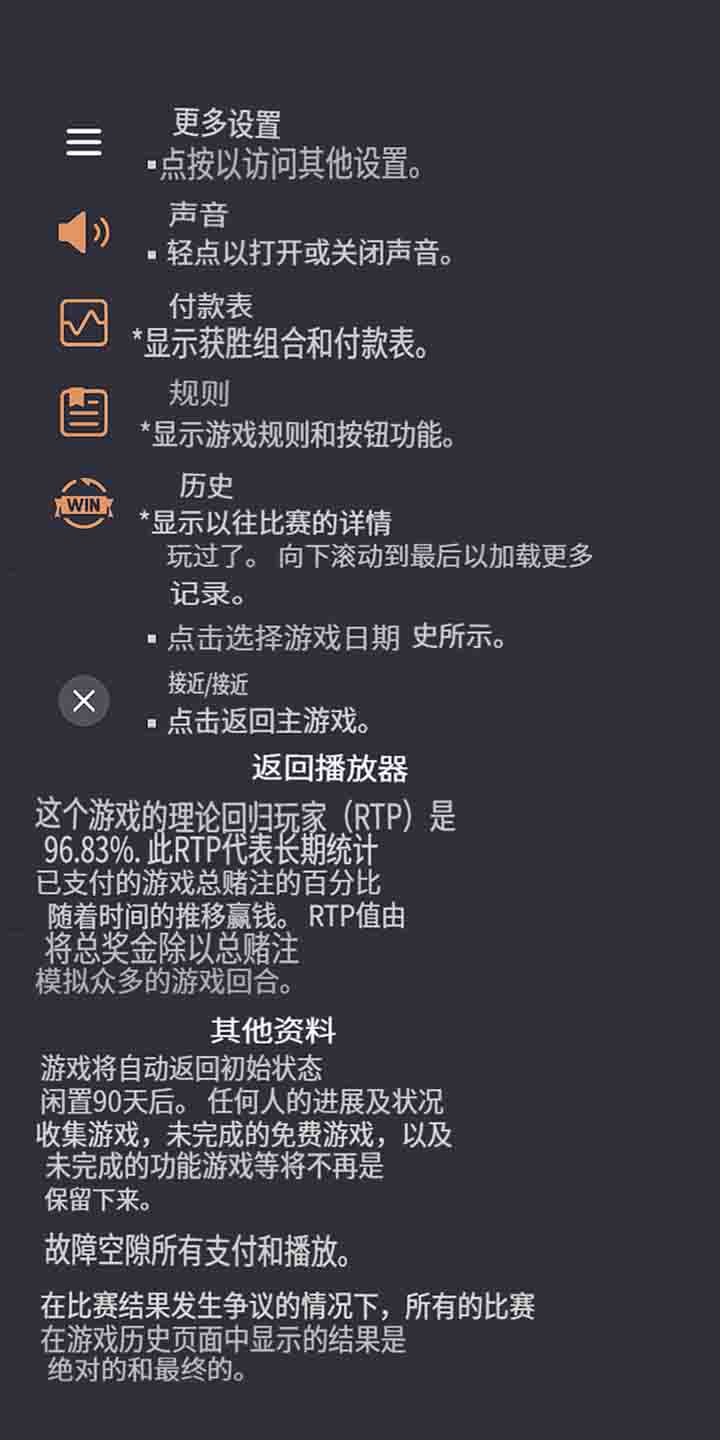 更多设置
▪点按以访问其他设置。
声音
▪ 轻点以打开或关闭声音。
付款表
*显示获胜组合和付款表。
规则
*显示游戏规则和按钮功能。
WIN
历史
*显示以往比赛的详情
玩过了。 向下滚动到最后以加载更多
记录。
▪ 点击选择游戏日期 史所示。
接近/接近
▪ 点击返回主游戏。
返回播放器
这个游戏的理论回归玩家（RTP）是
96.83%. 此RTP代表长期统计
已支付的游戏总赌注的百分比
随着时间的推移赢钱。 RTP值由
将总奖金除以总赌注
模拟众多的游戏回合。
其他资料
游戏将自动返回初始状态
闲置90天后。 任何人的进展及状况
收集游戏，未完成的免费游戏，以及
未完成的功能游戏等将不再是
保留下来。
故障空隙所有支付和播放。
在比赛结果发生争议的情况下，所有的比赛
在游戏历史页面中显示的结果是
绝对的和最终的。